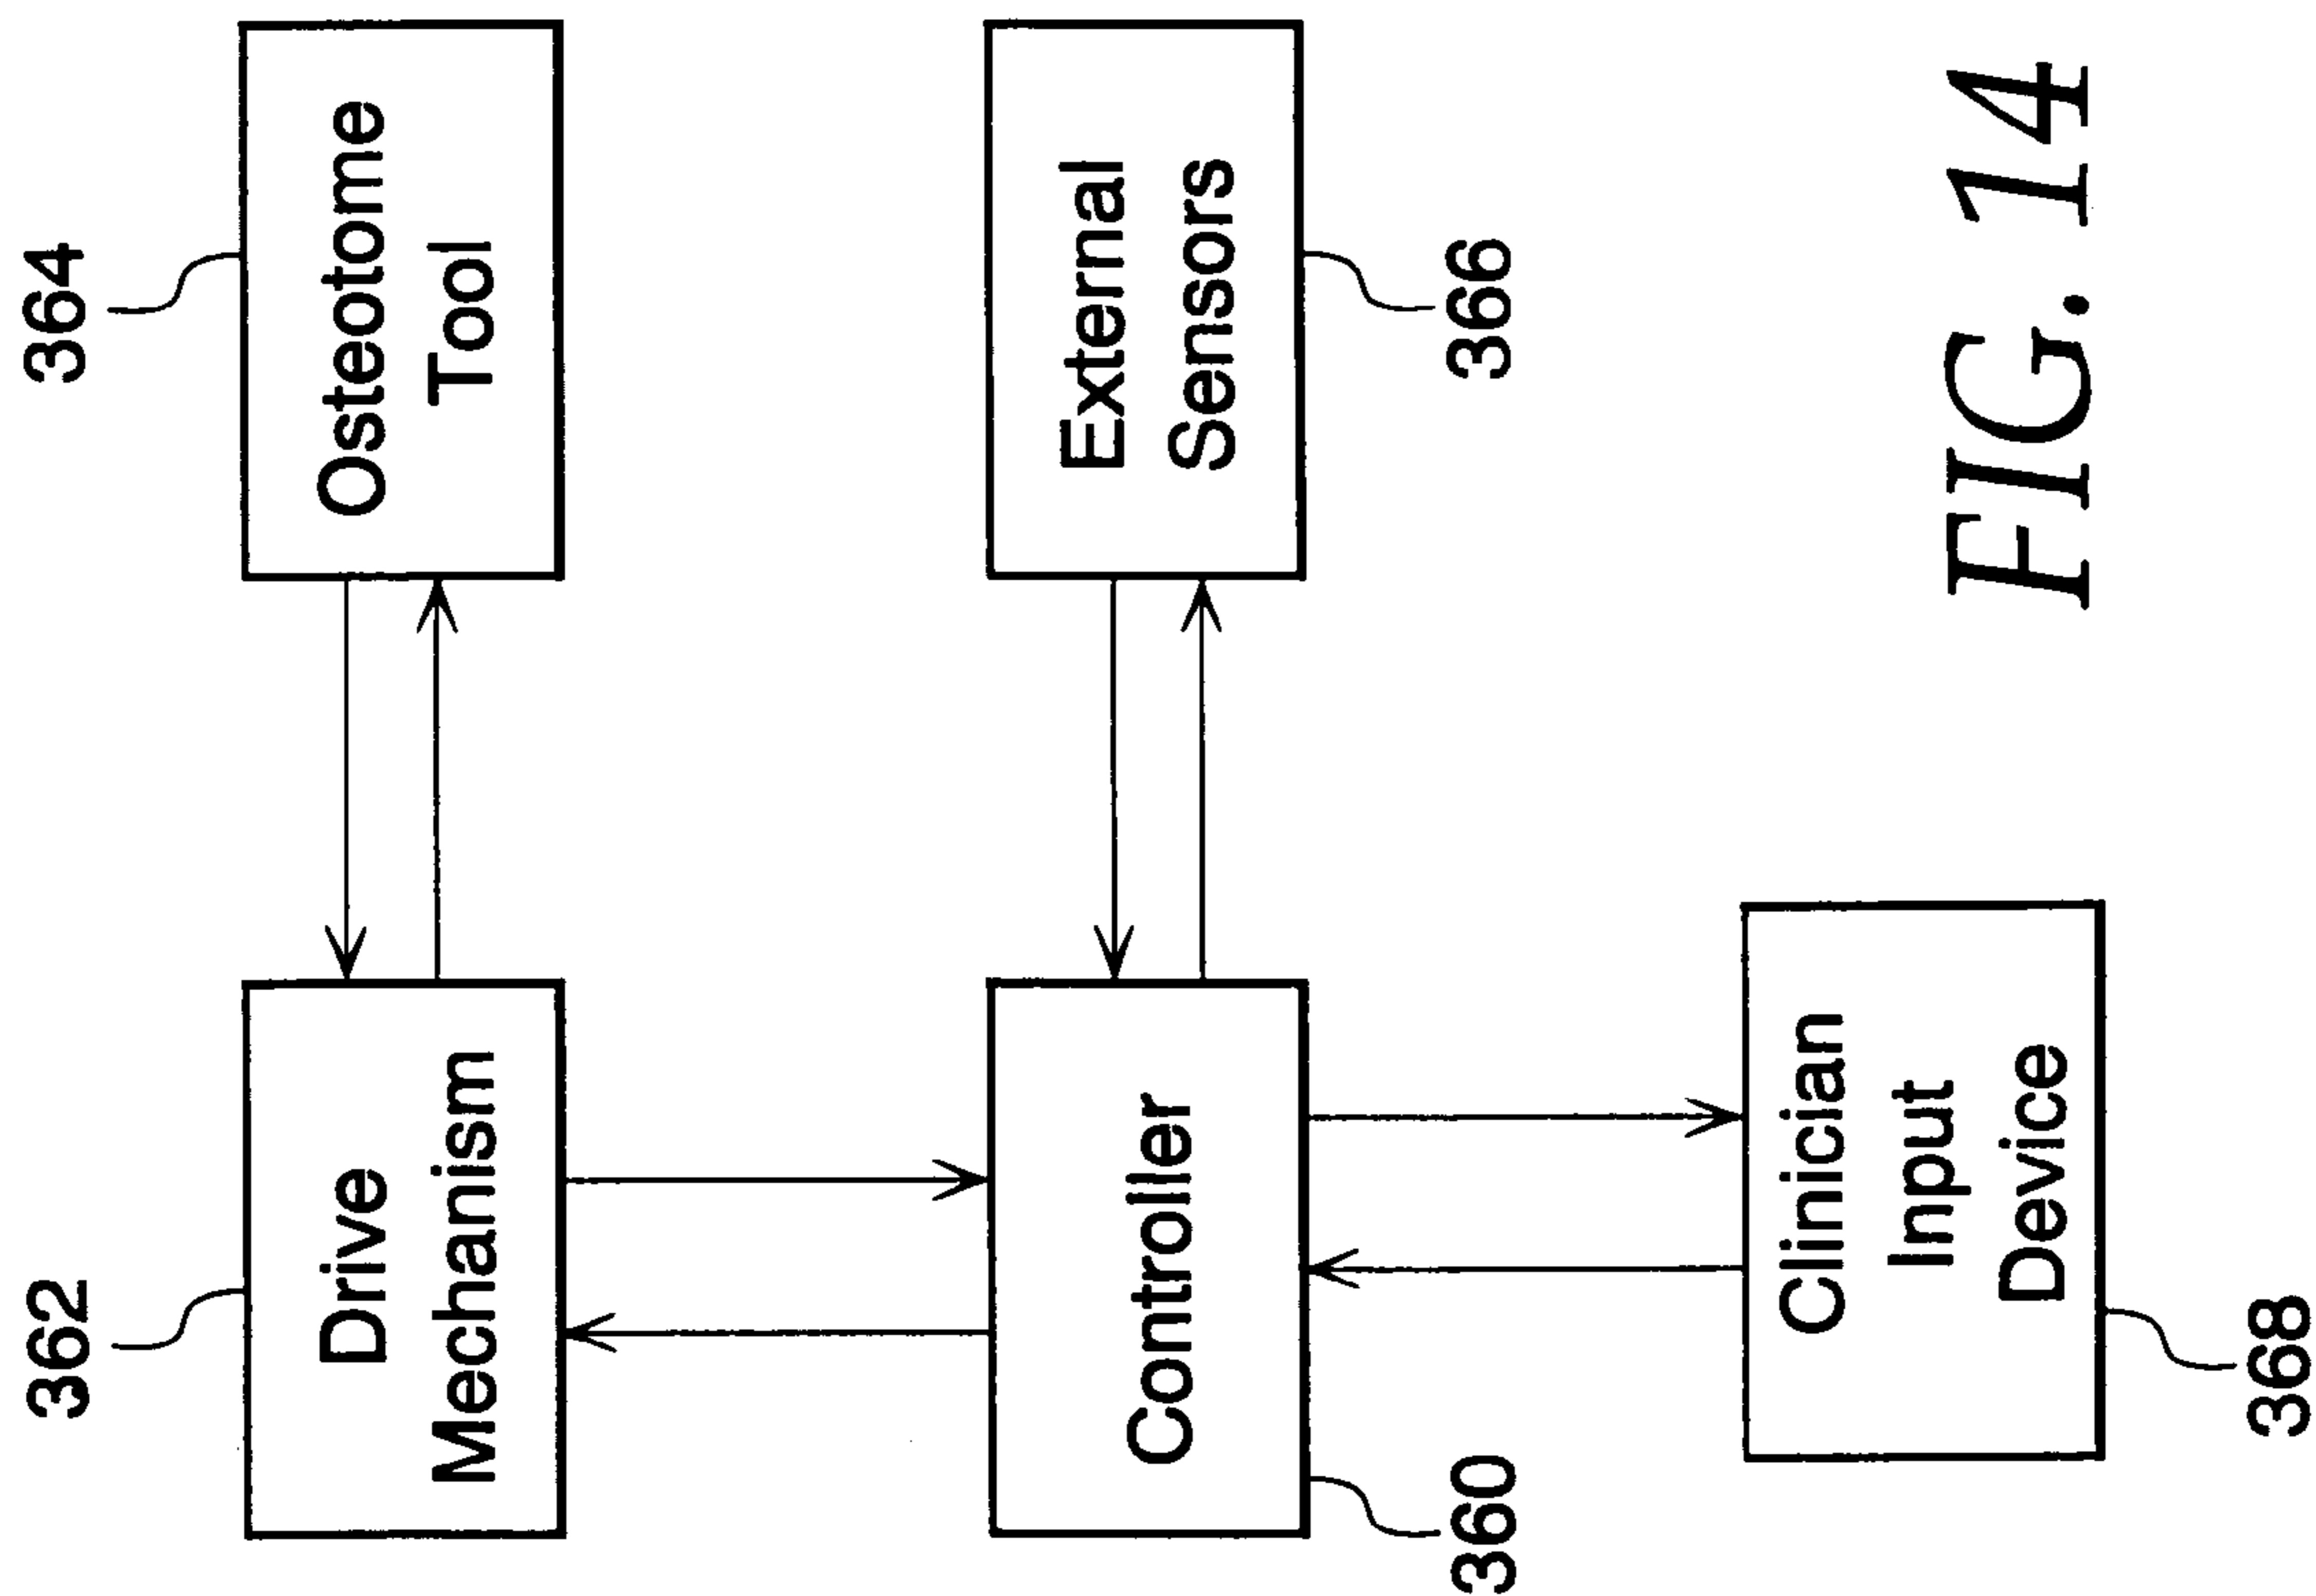 362
Drive
Mechanism
364
Osteotome
Tool
Controller
360
External
Sensors
366
Clinician
Input
Device
368
FIG. 14